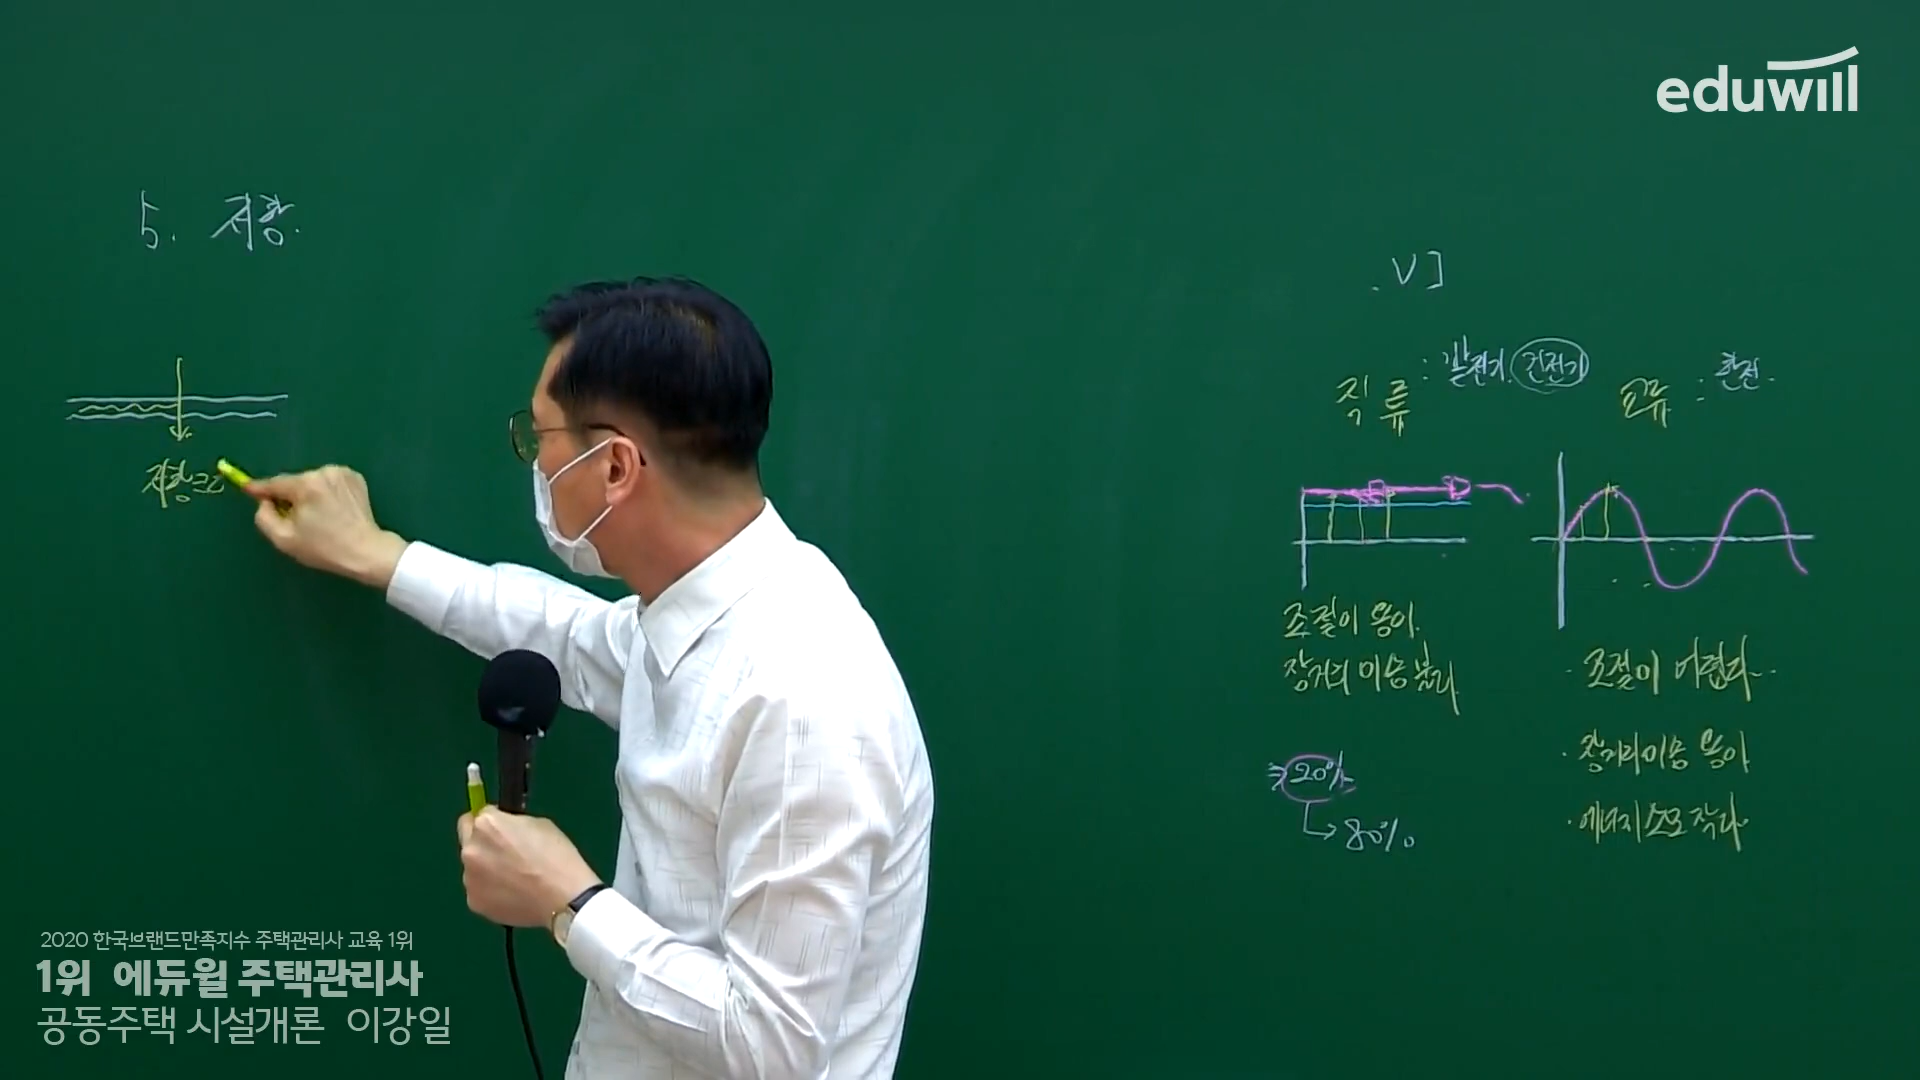 eduwill
5. 저항.
.V]
직류 : 발전기, 건전기
교류 : 한전.
저항크
조절이 용이.
장거리 이송 불리
· 조절이 어렵다.
· 장거리 이송 용이
· 에너지 손모 작다.
20%
→ 80%
2020 한국브랜드만족지수 주택관리사 교육 1위
1위 에듀윌 주택관리사
공동주택 시설개론 이강일